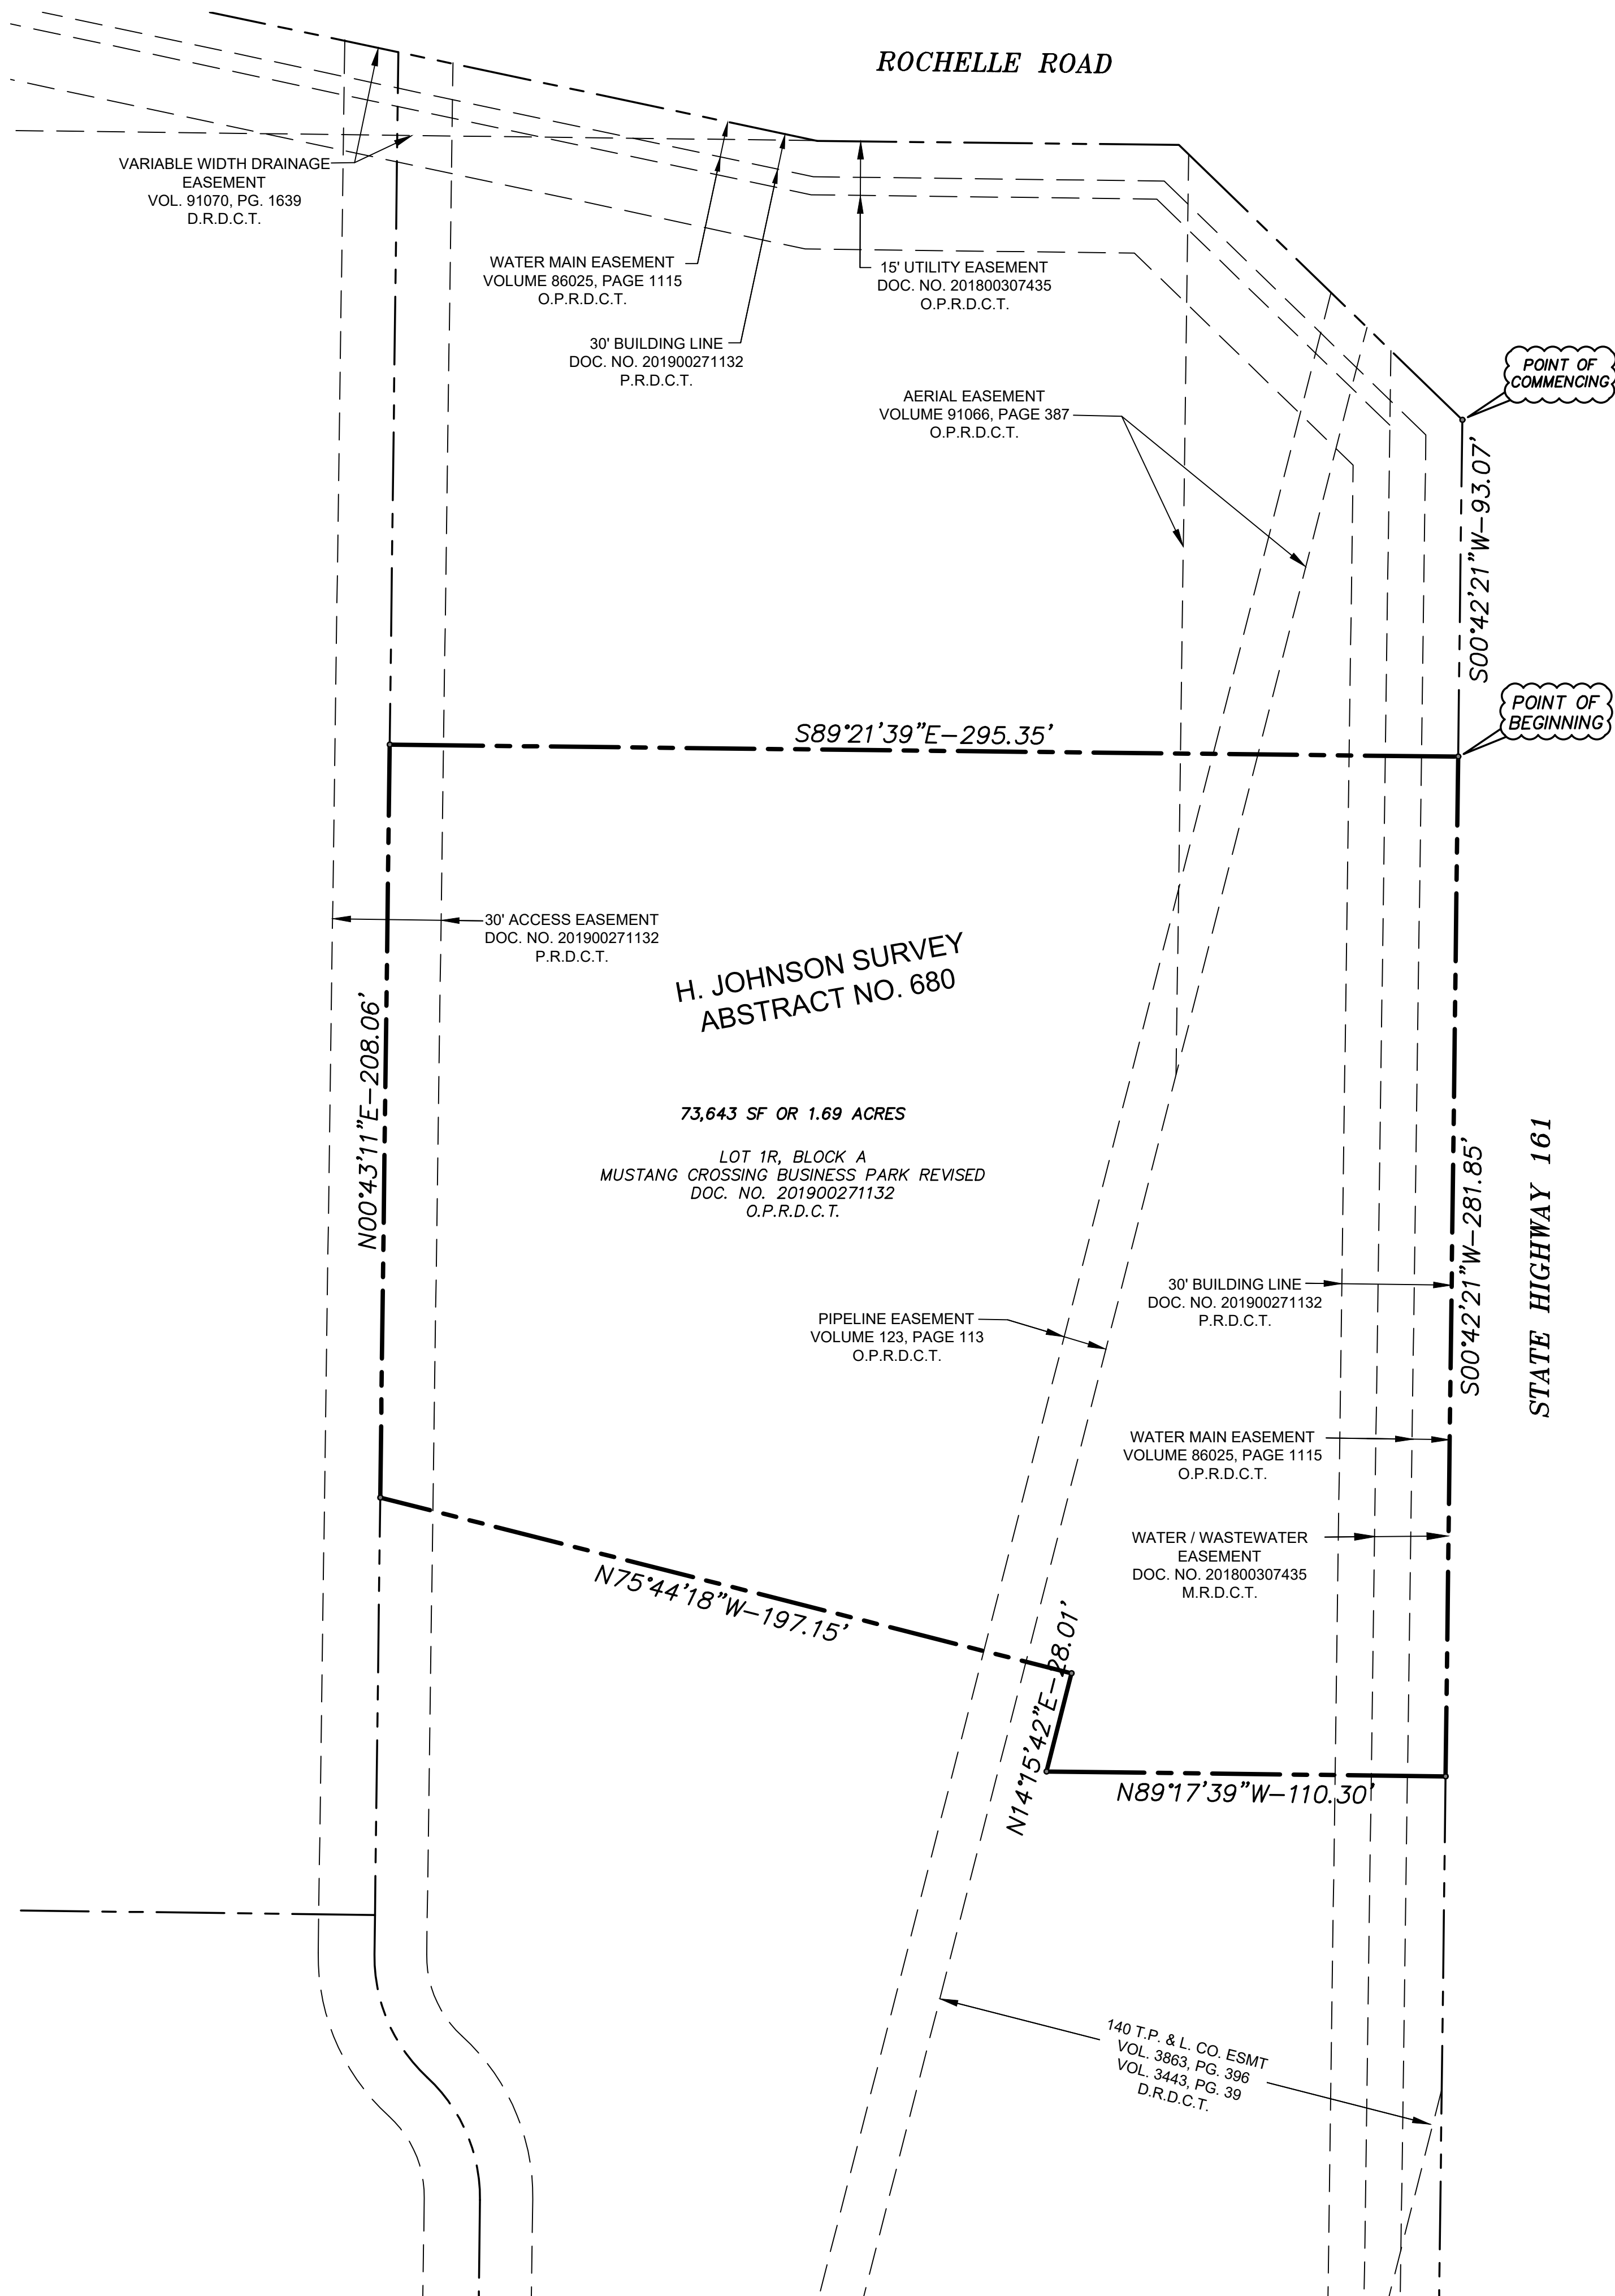 ROCHELLE ROAD
VARIABLE WIDTH DRAINAGE
EASEMENT
VOL. 91070, PG. 1639
D.R.D.C.T.
WATER MAIN EASEMENT
VOLUME 86025, PAGE 1115
O.P.R.D.C.T.
15' UTILITY EASEMENT
DOC. NO. 201800307435
O.P.R.D.C.T.
30' BUILDING LINE
DOC. NO. 201900271132
P.R.D.C.T.
AERIAL EASEMENT
VOLUME 91066, PAGE 387
O.P.R.D.C.T.
POINT OF
COMMENCING
S00°42'21"W-93.07'
POINT OF
BEGINNING
S89°21'39"E-295.35'
30' ACCESS EASEMENT
DOC. NO. 201900271132
P.R.D.C.T.
H. JOHNSON SURVEY
ABSTRACT NO. 680
N00°43'11"E-208.06'
73,643 SF OR 1.69 ACRES
LOT 1R, BLOCK A
MUSTANG CROSSING BUSINESS PARK REVISED
DOC. NO. 201900271132
O.P.R.D.C.T.
S00°42'21"W-281.85'
STATE HIGHWAY 161
30' BUILDING LINE
DOC. NO. 201900271132
P.R.D.C.T.
PIPELINE EASEMENT
VOLUME 123, PAGE 113
O.P.R.D.C.T.
WATER MAIN EASEMENT
VOLUME 86025, PAGE 1115
O.P.R.D.C.T.
WATER / WASTEWATER
EASEMENT
DOC. NO. 201800307435
M.R.D.C.T.
N75°44'18"W-197.15'
N14°15'42"E-28.01'
N89°17'39"W-110.30'
140 T.P. & L. CO. ESMT
VOL. 3863, PG. 396
VOL. 3443, PG. 39
D.R.D.C.T.